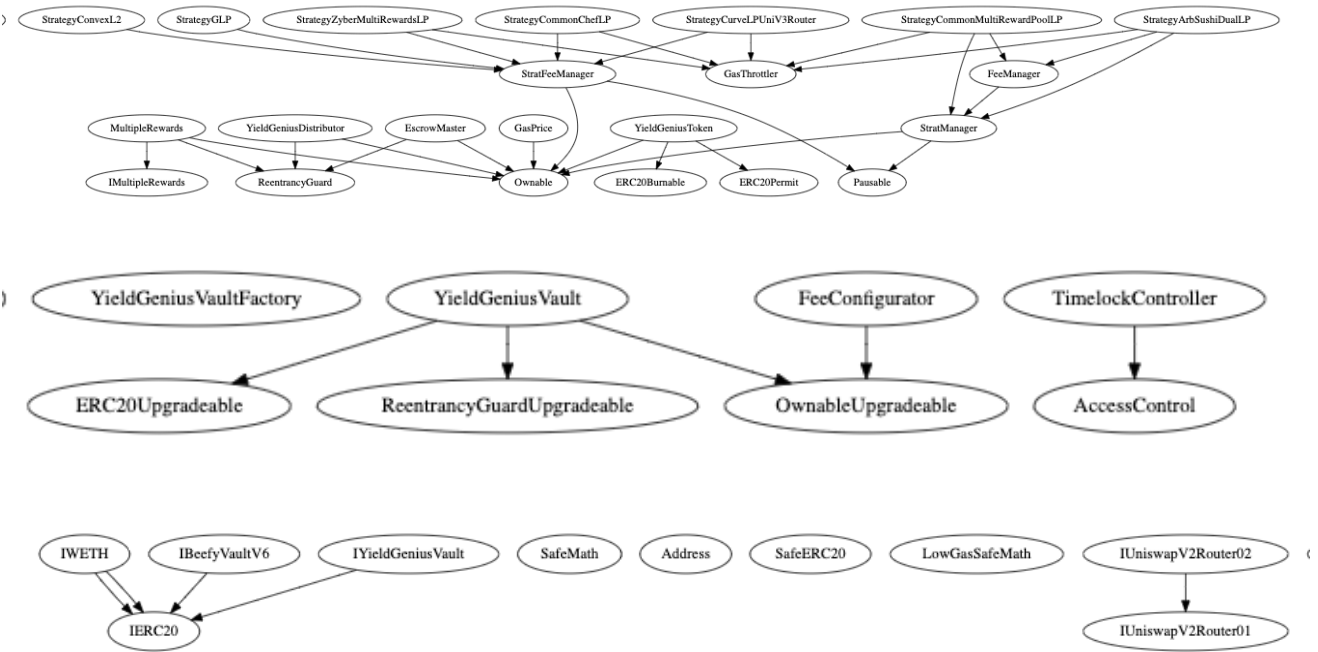 StrategyConvexL2
StrategyGLP
StrategyZyberMultiRewardsLP
StrategyCommonChefLP
StrategyCurveLPUniV3Router
StrategyCommonMultiRewardPoolLP
StrategyArbSushiDualLP
StratFeeManager
GasThrottler
FeeManager
MultipleRewards
YieldGeniusDistributor
EscrowMaster
GasPrice
YieldGeniusToken
StratManager
IMultipleRewards
ReentrancyGuard
Ownable
ERC20Burnable
ERC20Permit
Pausable
YieldGeniusVaultFactory
YieldGeniusVault
FeeConfigurator
TimelockController
ERC20Upgradeable
ReentrancyGuardUpgradeable
OwnableUpgradeable
AccessControl
IWETH
IBeefyVaultV6
IYieldGeniusVault
SafeMath
Address
SafeERC20
LowGasSafeMath
IUniswapV2Router02
IERC20
IUniswapV2Router01